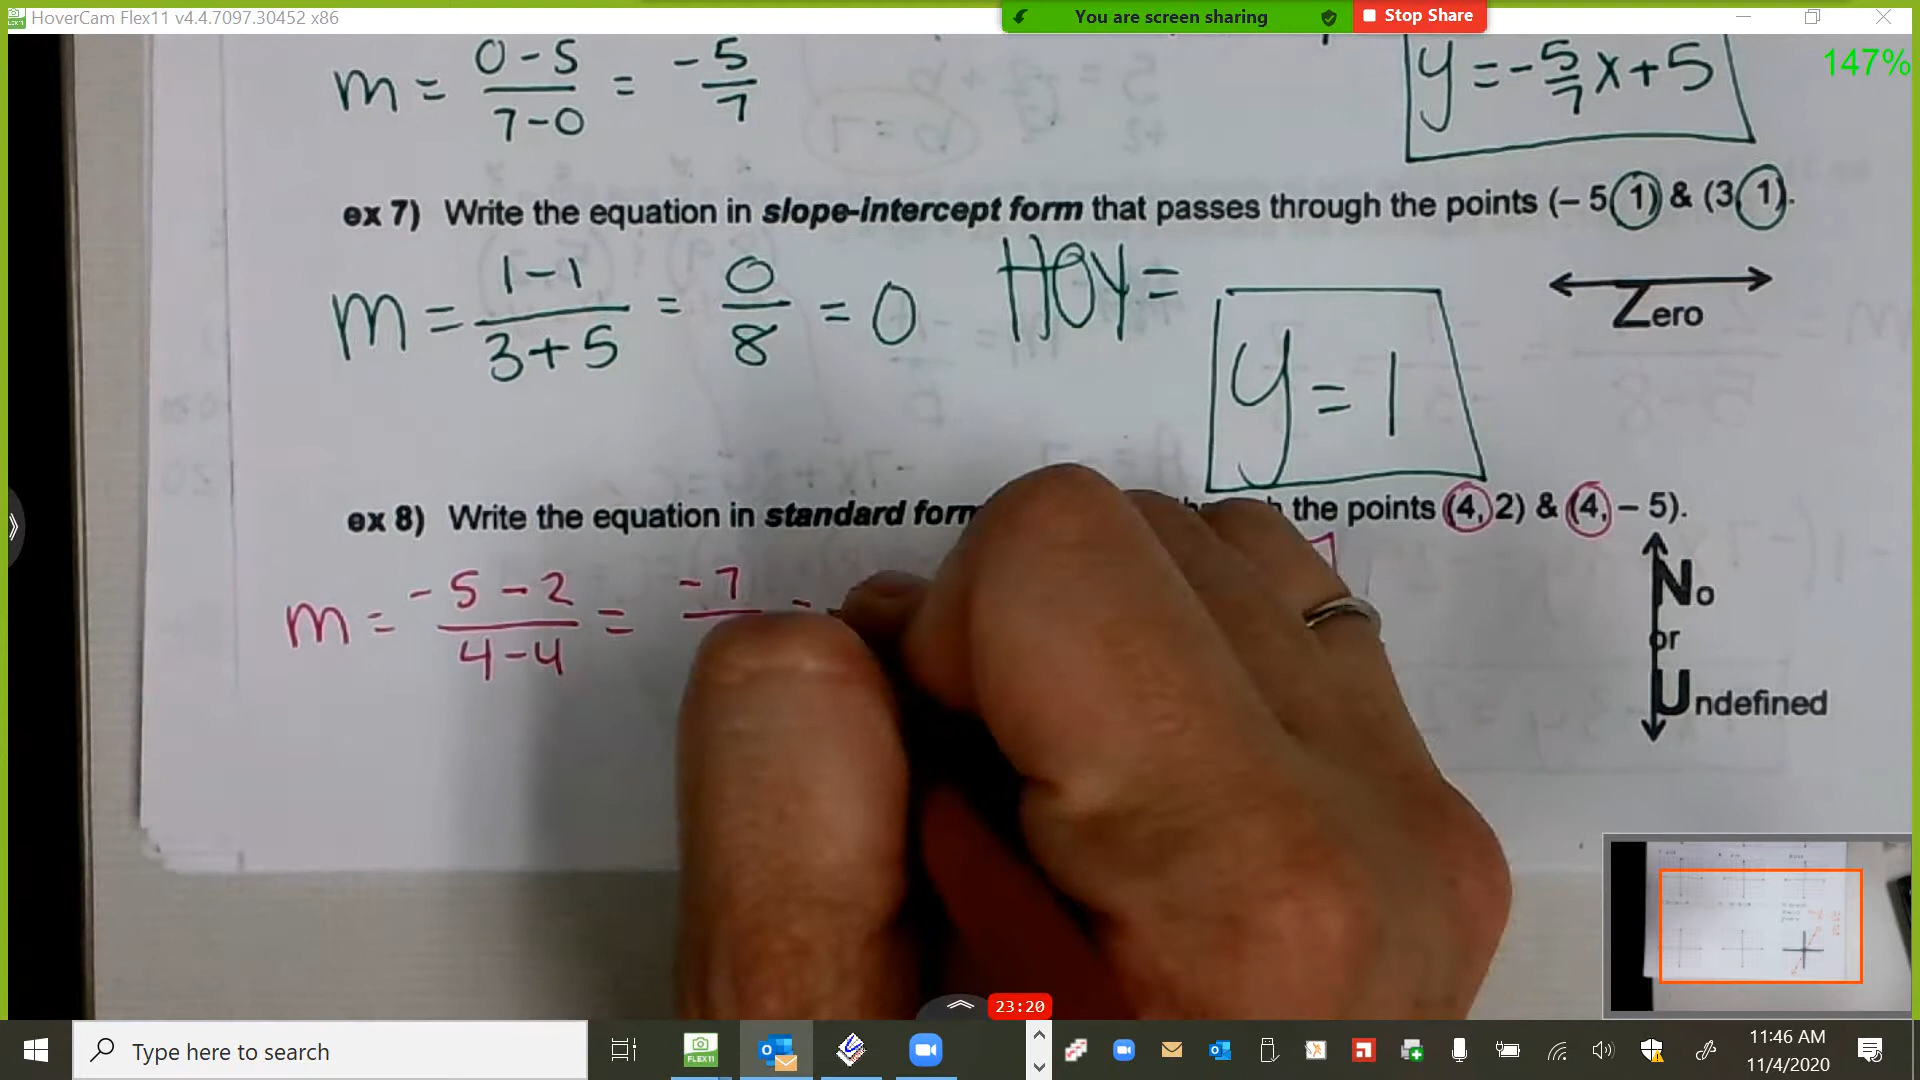 HoverCam Flex11 v4.4.7097.30452 x86
You are screen sharing
Stop Share
147%
m = 0-5 / 7-0 = -5/7
y = -5/7 x + 5
ex 7) Write the equation in slope-intercept form that passes through the points (– 5, 1) & (3, 1).
m = 1-1 / 3+5 = 0/8 = 0
HOY =
y = 1
Zero
ex 8) Write the equation in standard form the points (4, 2) & (4, – 5).
m = -5-2 / 4-4 = -7
No
or
Undefined
23:20
Type here to search
FLEX11
11:46 AM
11/4/2020